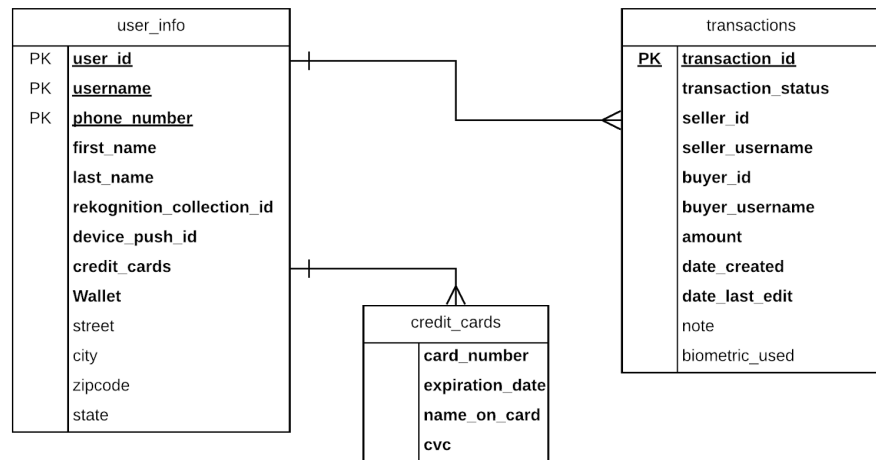 user_info
PK user_id
PK username
PK phone_number
first_name
last_name
rekognition_collection_id
device_push_id
credit_cards
Wallet
street
city
zipcode
state
transactions
PK transaction_id
transaction_status
seller_id
seller_username
buyer_id
buyer_username
amount
date_created
date_last_edit
note
biometric_used
credit_cards
card_number
expiration_date
name_on_card
cvc